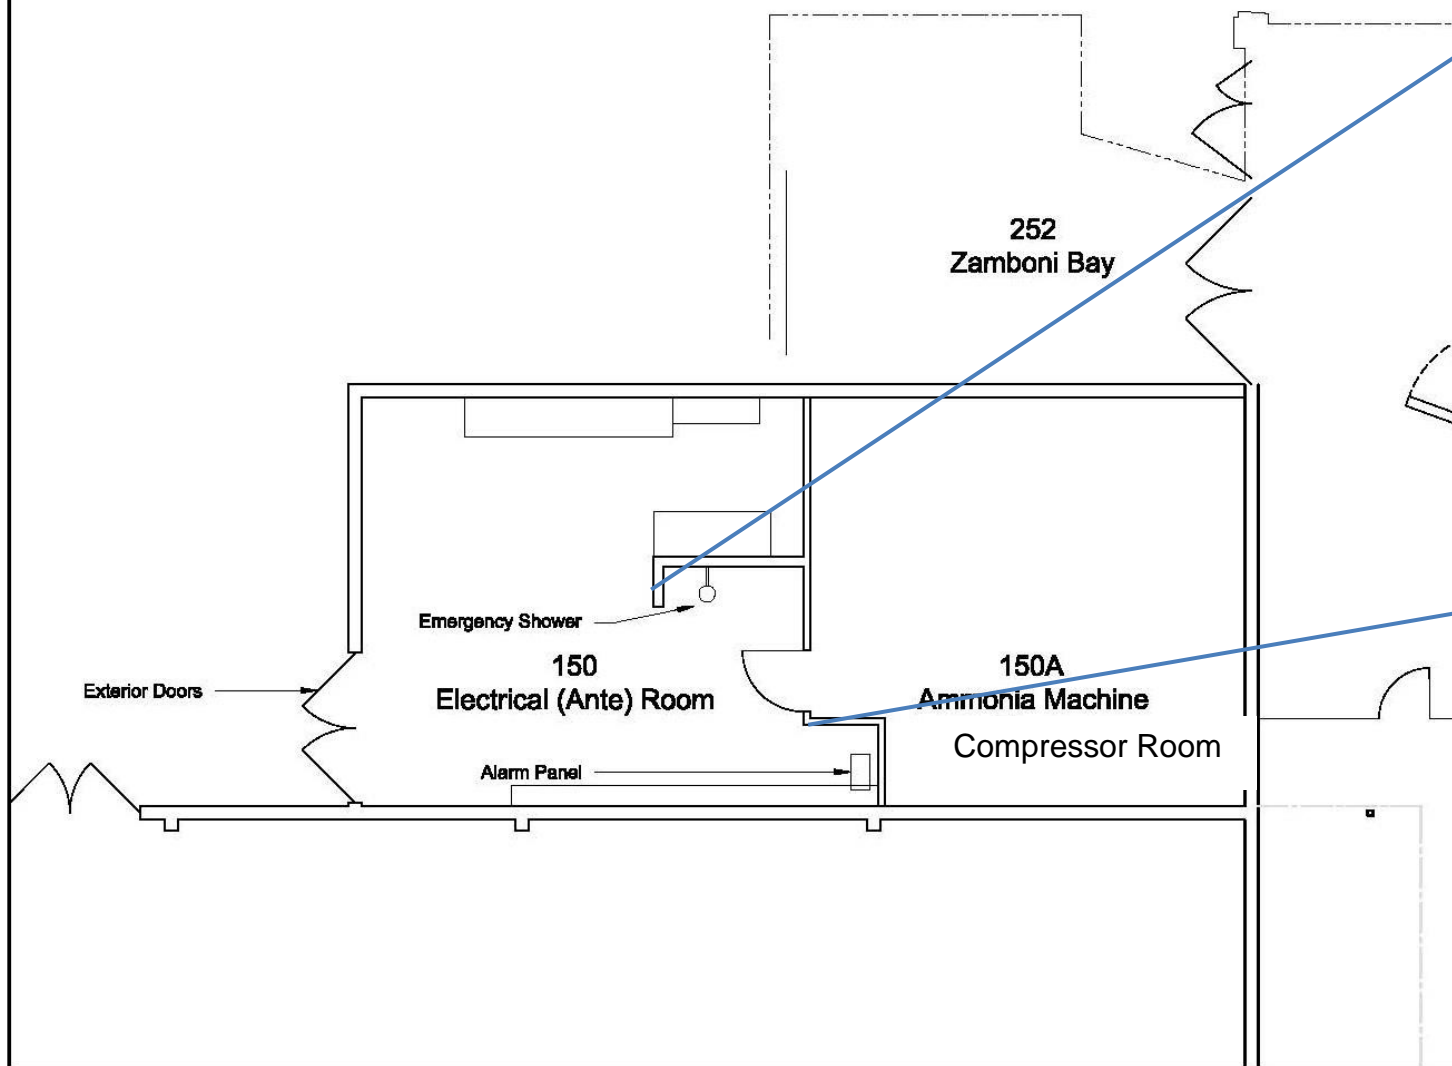 252
Zamboni Bay
Emergency Shower
150
Electrical (Ante) Room
Exterior Doors
150A
Ammonia Machine
Compressor Room
Alarm Panel